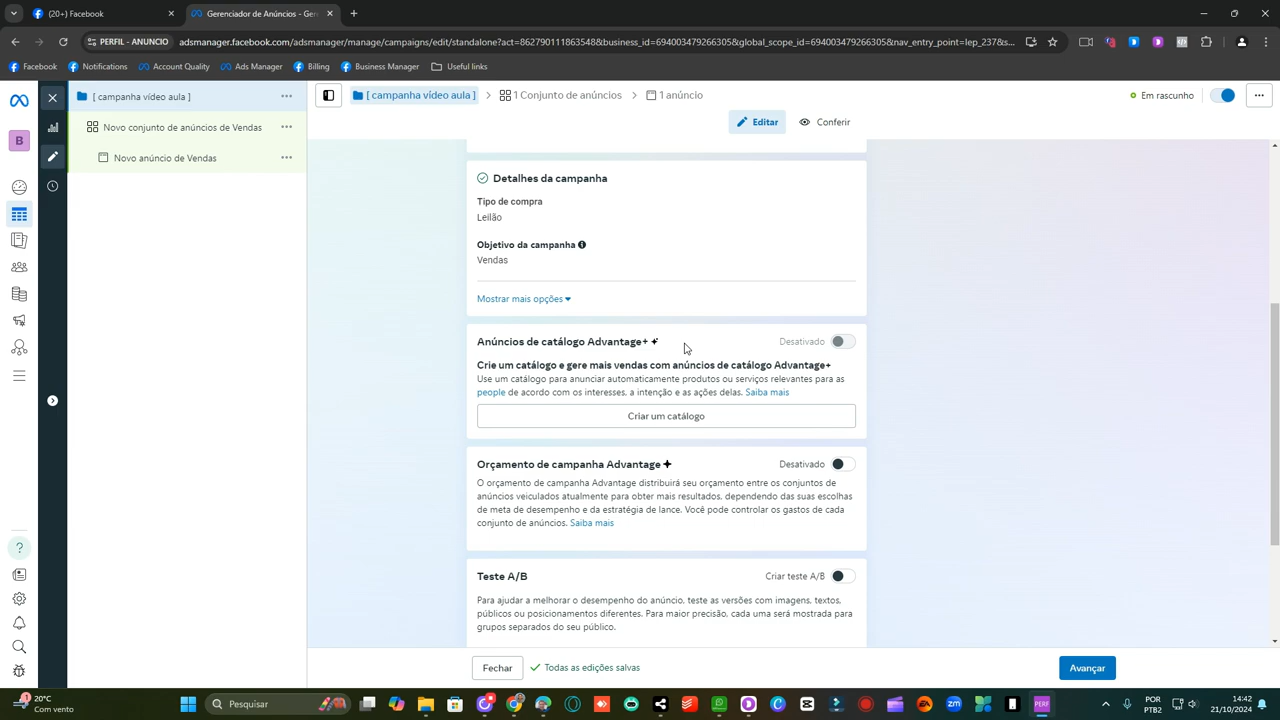 (20+) Facebook
Gerenciador de Anúncios - Ger
PERFIL - ANUNCIO
adsmanager.facebook.com/adsmanager/manage/campaigns/edit/standalone?act=862790111863548&business_id=694003479266305&global_scope_id=694003479266305&nav_entry_point=lep_237&s...
Facebook
Notifications
Account Quality
Ads Manager
Billing
Business Manager
Useful links
[ campanha vídeo aula ]
Novo conjunto de anúncios de Vendas
Novo anúncio de Vendas
B
[ campanha vídeo aula ] > 1 Conjunto de anúncios > 1 anúncio
Em rascunho
Editar
Conferir
Detalhes da campanha
Tipo de compra
Leilão
Objetivo da campanha
Vendas
Mostrar mais opções
Anúncios de catálogo Advantage+
Desativado
Crie um catálogo e gere mais vendas com anúncios de catálogo Advantage+
Use um catálogo para anunciar automaticamente produtos ou serviços relevantes para as
people de acordo com os interesses, a intenção e as ações delas. Saiba mais
Criar um catálogo
Orçamento de campanha Advantage
Desativado
O orçamento de campanha Advantage distribuirá seu orçamento entre os conjuntos de
anúncios veiculados atualmente para obter mais resultados, dependendo das suas escolhas
de meta de desempenho e da estratégia de lance. Você pode controlar os gastos de cada
conjunto de anúncios. Saiba mais
Teste A/B
Criar teste A/B
Para ajudar a melhorar o desempenho do anúncio, teste as versões com imagens, textos,
públicos ou posicionamentos diferentes. Para maior precisão, cada uma será mostrada para
grupos separados do seu público.
Fechar
Todas as edições salvas
Avançar
1
20°C
Com vento
Pesquisar
PERF
POR
PTB2
14:42
21/10/2024